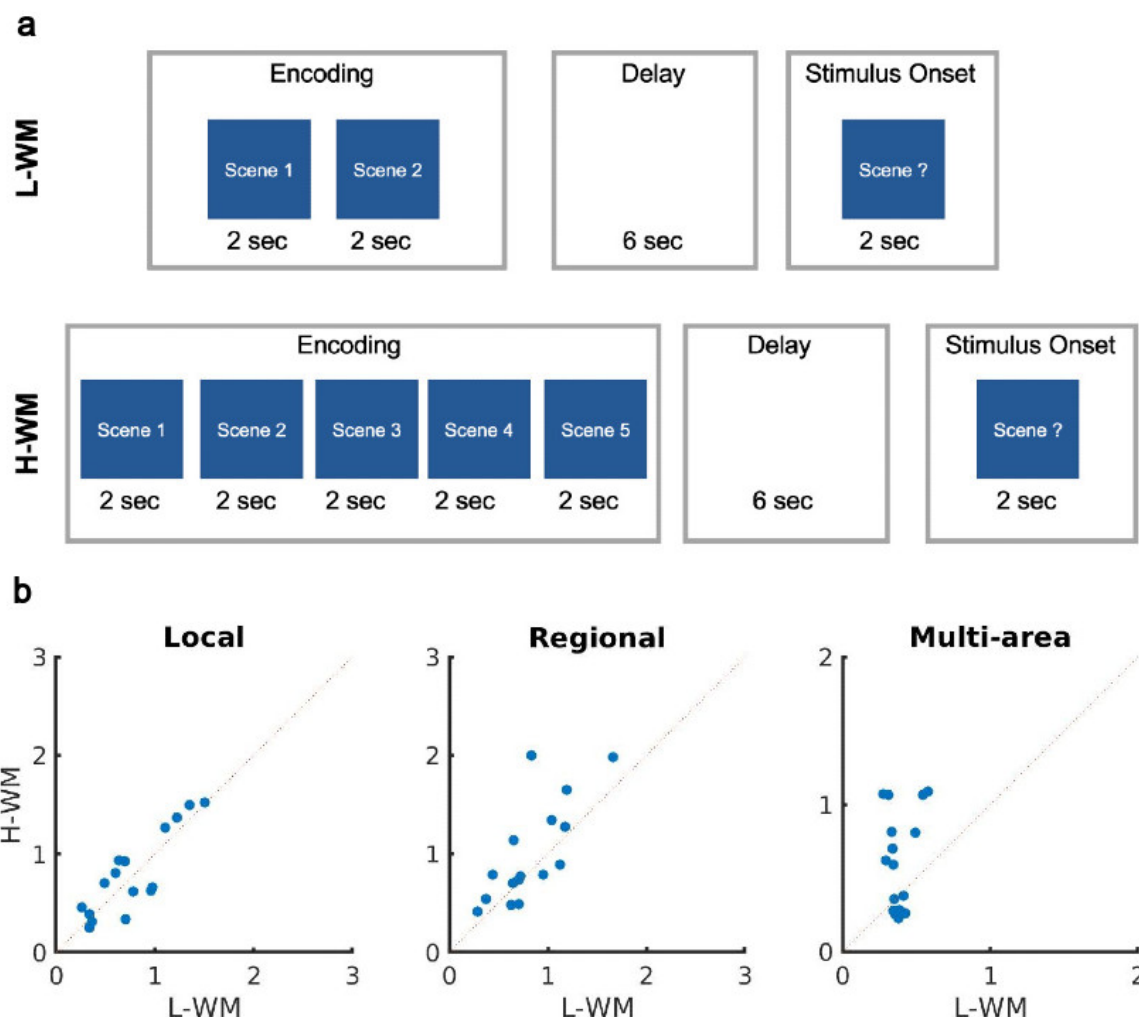 a
L-WM
Encoding
Delay
Stimulus Onset
Scene 1
Scene 2
Scene ?
2 sec
2 sec
6 sec
2 sec
H-WM
Encoding
Delay
Stimulus Onset
Scene 1
Scene 2
Scene 3
Scene 4
Scene 5
Scene ?
2 sec
2 sec
2 sec
2 sec
2 sec
6 sec
2 sec
b
Local
Regional
Multi-area
H-WM
3
2
1
0
0
1
2
3
L-WM
3
2
1
0
0
1
2
3
L-WM
2
1
0
0
1
2
L-WM